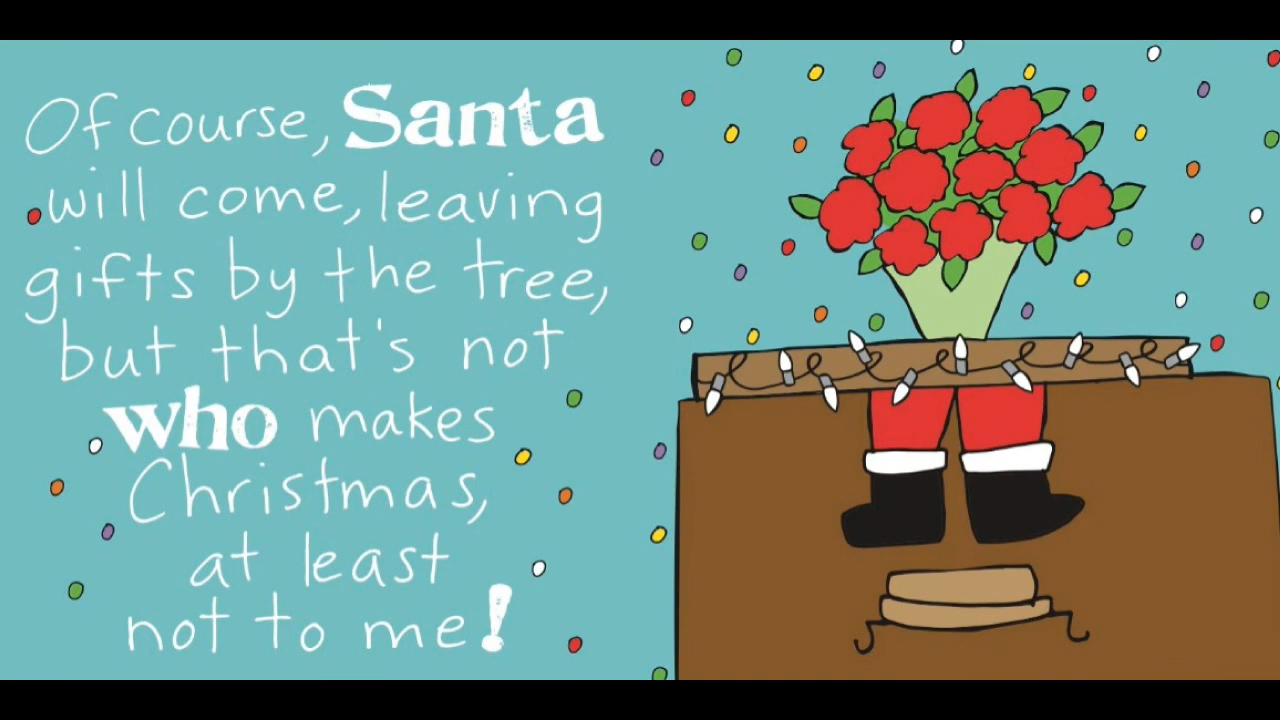 Of course, Santa
will come, leaving
gifts by the tree,
but that's not
who makes
Christmas,
at least
not to me!